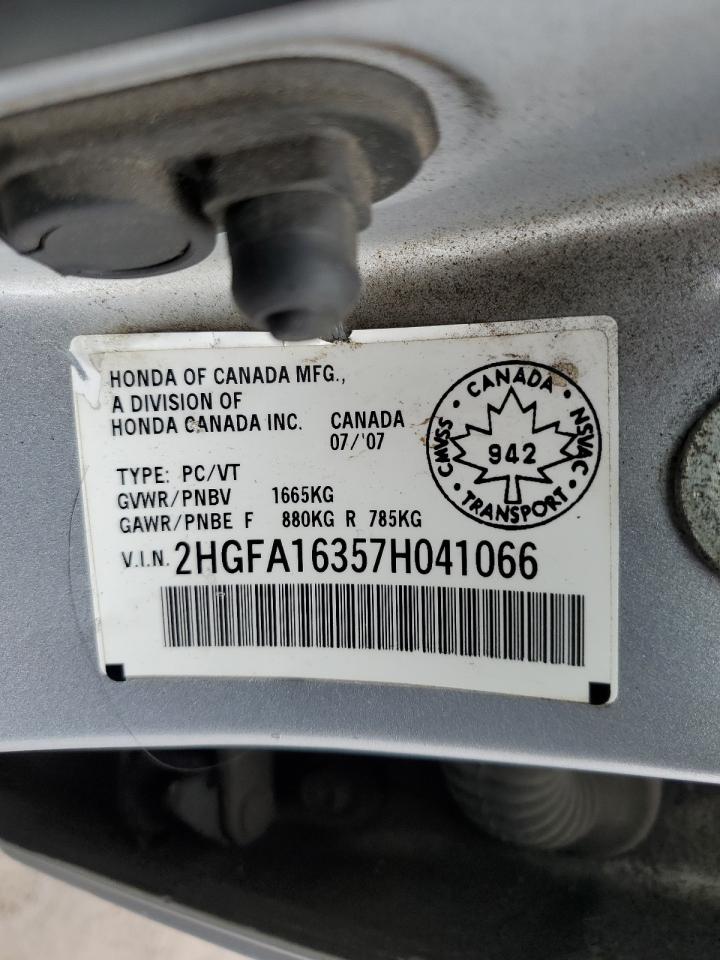 HONDA OF CANADA MFG.,
A DIVISION OF
HONDA CANADA INC. CANADA
07/'07
TYPE: PC/VT
GVWR/PNBV 1665KG
GAWR/PNBE F 880KG R 785KG
V.I.N. 2HGFA16357H041066
· CANADA ·
CMVSS · NSVAC
942
· TRANSPORT ·